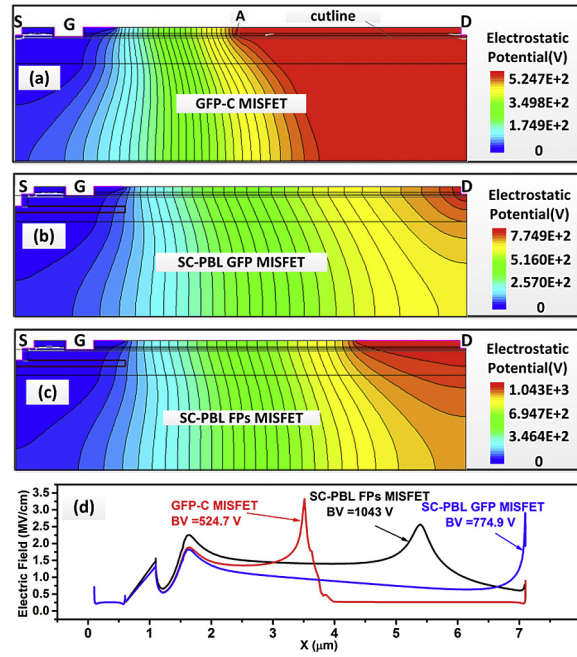 S G A cutline D
(a)
GFP-C MISFET
Electrostatic
Potential(V)
5.247E+2
3.498E+2
1.749E+2
0
S G D
(b)
SC-PBL GFP MISFET
Electrostatic
Potential(V)
7.749E+2
5.160E+2
2.570E+2
0
S G D
(c)
SC-PBL FPs MISFET
Electrostatic
Potential(V)
1.043E+3
6.947E+2
3.464E+2
0
(d)
GFP-C MISFET
BV =524.7 V
SC-PBL FPs MISFET
BV =1043 V
SC-PBL GFP MISFET
BV =774.9 V
Electric Field (MV/cm)
3.5
3.0
2.5
2.0
1.5
1.0
0.5
0.0
0 1 2 3 4 5 6 7
X (μm)